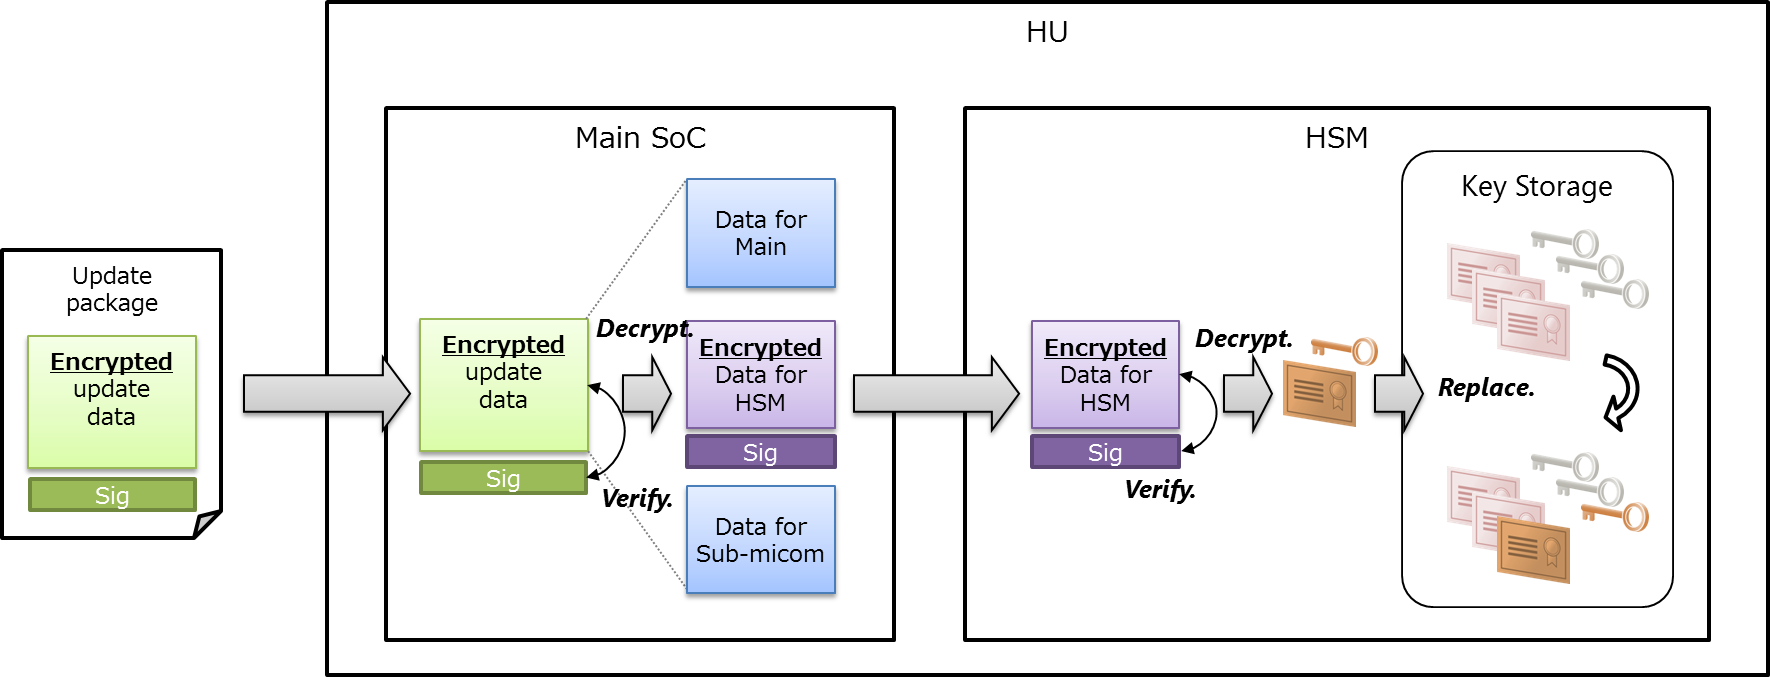 HU
Update
package
Encrypted
update
data
Sig
Main SoC
Encrypted
update
data
Sig
Decrypt.
Verify.
Data for
Main
Encrypted
Data for
HSM
Sig
Data for
Sub-micom
HSM
Encrypted
Data for
HSM
Sig
Decrypt.
Verify.
Key Storage
Replace.